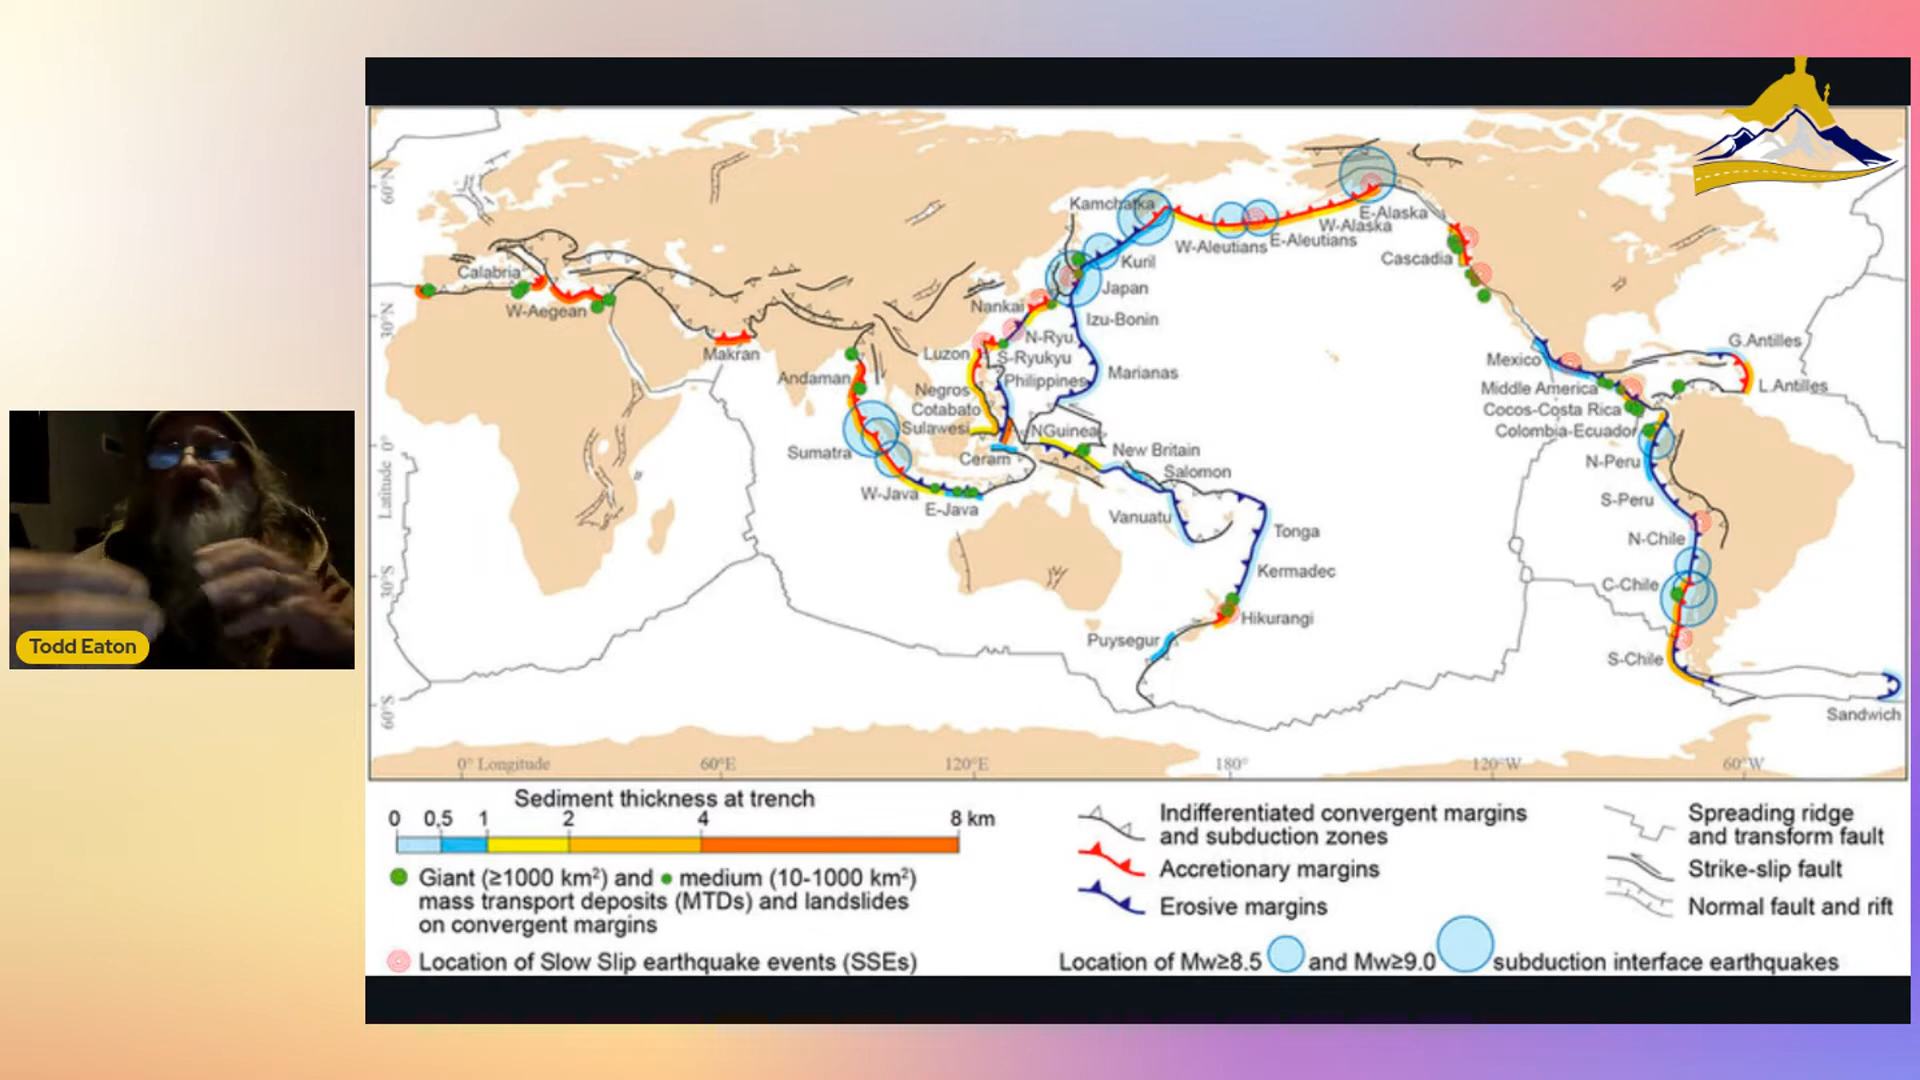 60°N
Kamchatka
E-Alaska
W-Alaska
W-Aleutians
E-Aleutians
Calabria
Kuril
Cascadia
Japan
W-Aegean
Nankai
30°N
Izu-Bonin
N-Ryu
G.Antilles
Makran
Luzon
S-Ryukyu
Mexico
Andaman
Philippines
Marianas
Negros
Middle America
L.Antilles
Cotabato
Cocos-Costa Rica
Sulawesi
NGuinea
Colombia-Ecuador
Latitude 0°
Sumatra
Ceram
New Britain
N-Peru
Salomon
W-Java
S-Peru
E-Java
Vanuatu
Tonga
N-Chile
Kermadec
30°S
C-Chile
Hikurangi
Puysegur
Todd Eaton
S-Chile
60°S
Sandwich
0° Longitude
60°E
120°E
180°
120°W
60°W
Sediment thickness at trench
0 0,5 1 2 4 8 km
Giant (≥1000 km²) and medium (10-1000 km²)
mass transport deposits (MTDs) and landslides
on convergent margins
Location of Slow Slip earthquake events (SSEs)
Indifferentiated convergent margins
and subduction zones
Accretionary margins
Erosive margins
Spreading ridge
and transform fault
Strike-slip fault
Normal fault and rift
Location of Mw≥8.5 and Mw≥9.0 subduction interface earthquakes